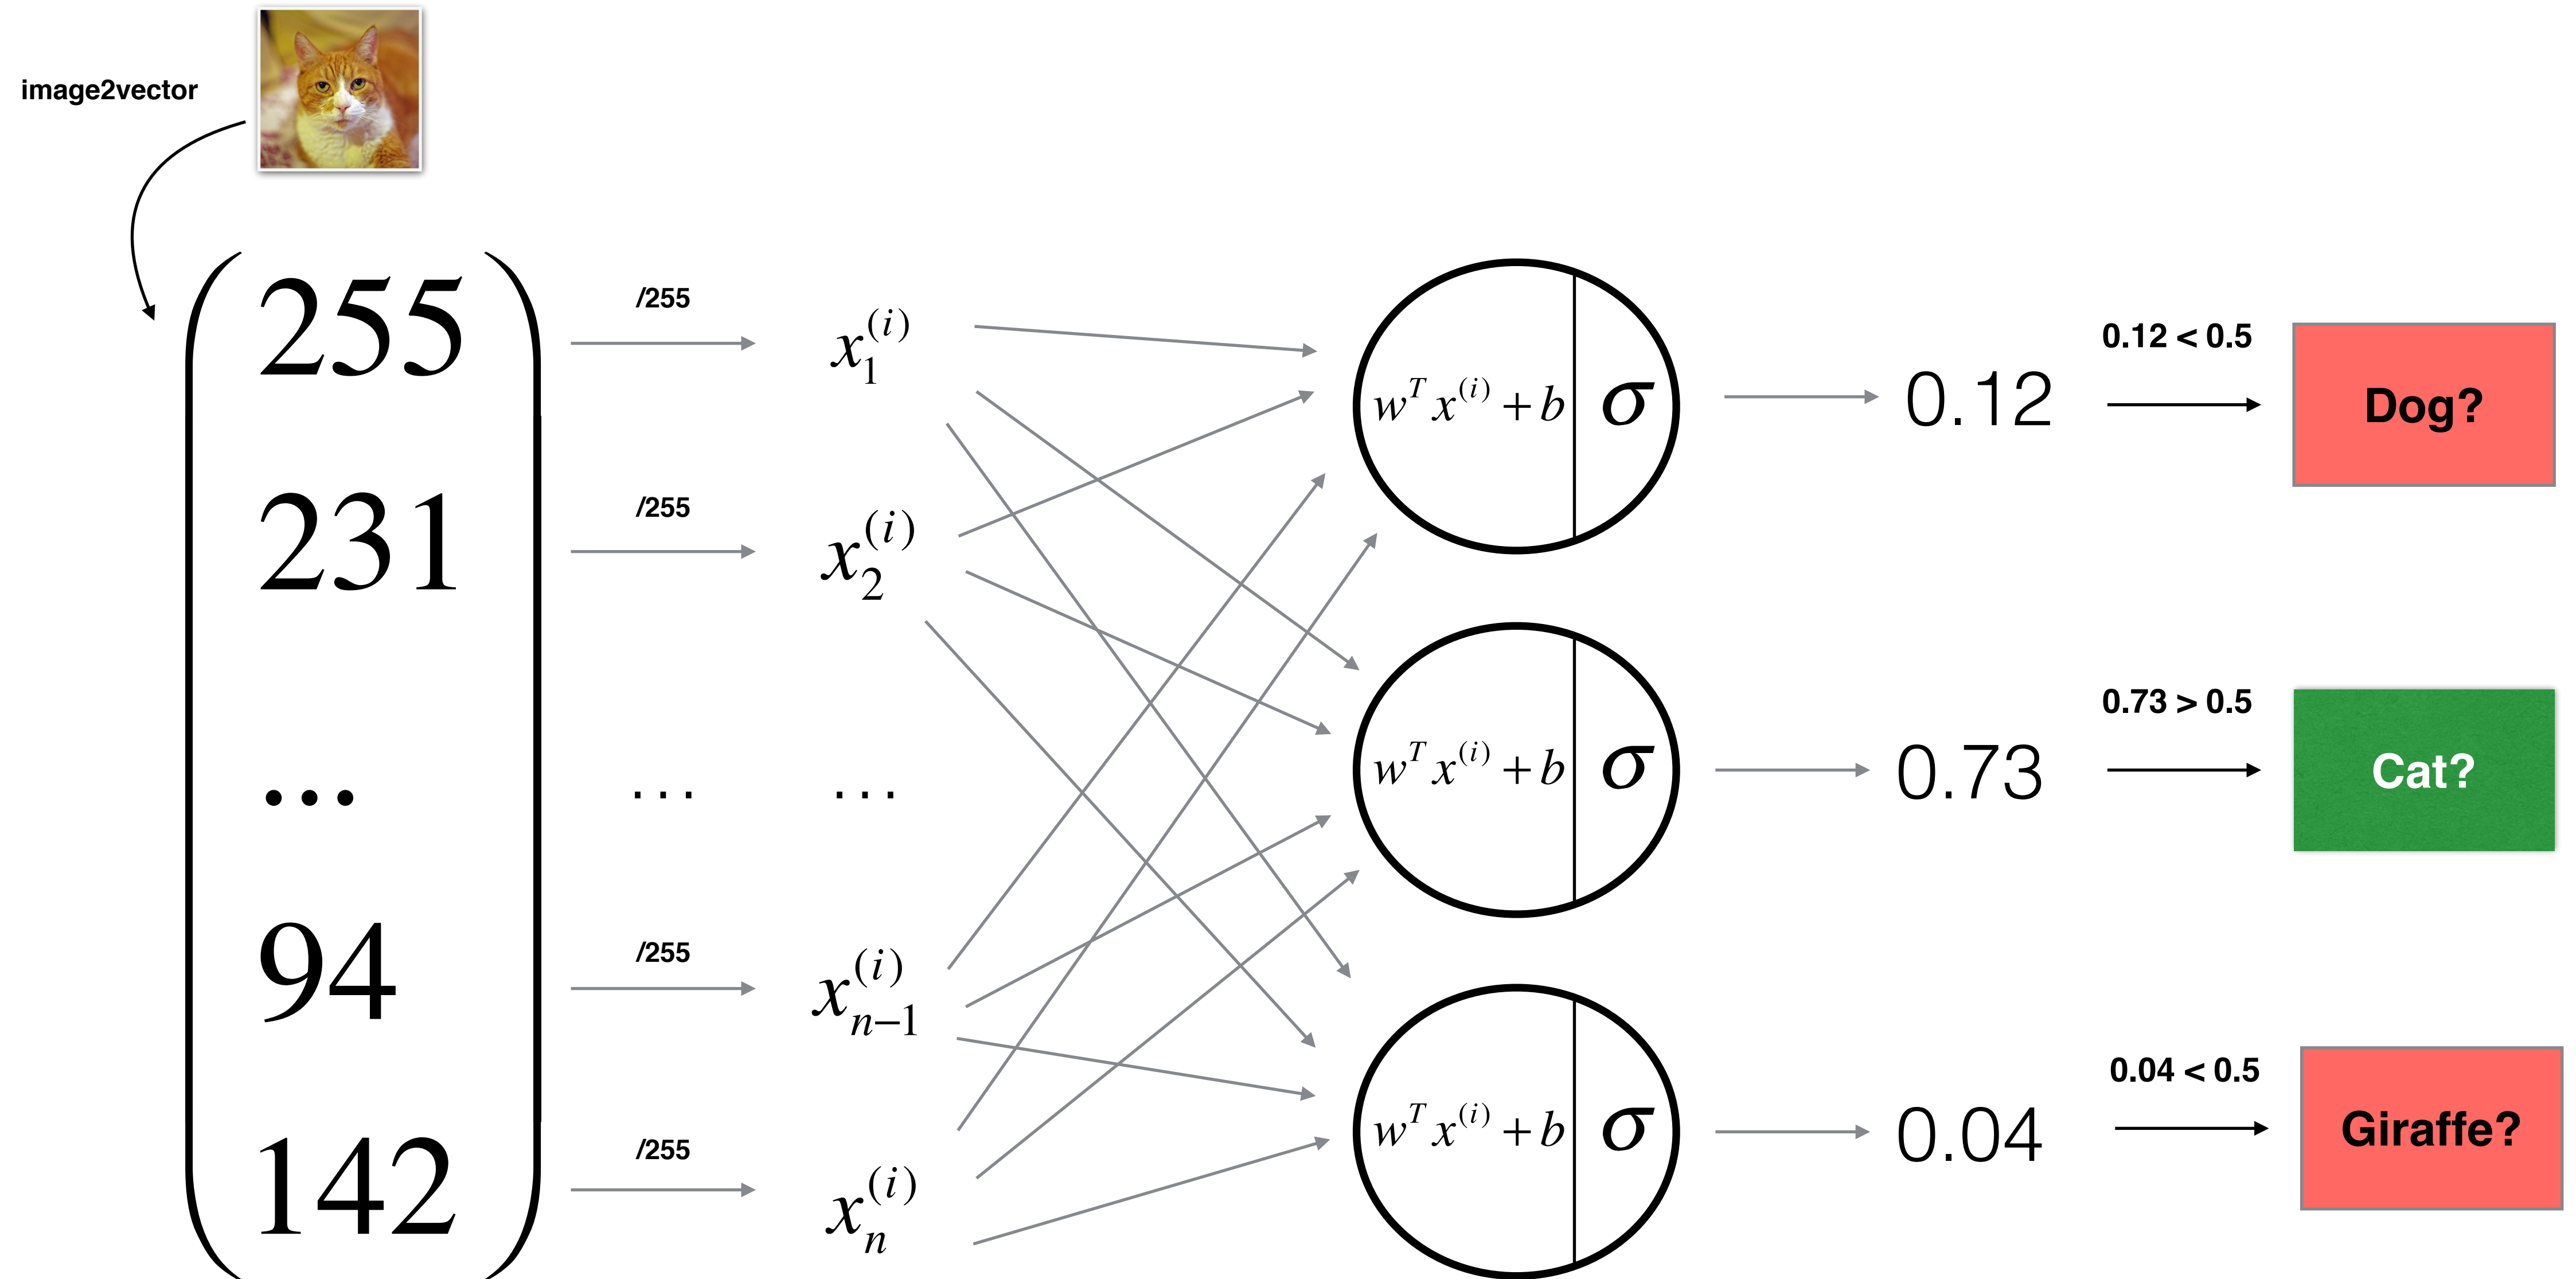 image2vector
255 /255 x_1^{(i)} w^T x^{(i)} + b σ 0.12 0.12 < 0.5 Dog?
231 /255 x_2^{(i)}
... ... ... w^T x^{(i)} + b σ 0.73 0.73 > 0.5 Cat?
94 /255 x_{n-1}^{(i)}
142 /255 x_n^{(i)} w^T x^{(i)} + b σ 0.04 0.04 < 0.5 Giraffe?